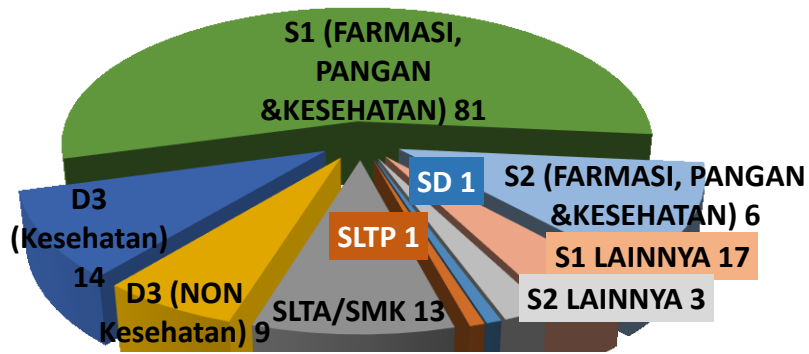 S1 (FARMASI,
PANGAN
&KESEHATAN) 81
SD 1
S2 (FARMASI, PANGAN
&KESEHATAN) 6
D3
(Kesehatan)
14
SLTP 1
S1 LAINNYA 17
D3 (NON
Kesehatan) 9
SLTA/SMK 13
S2 LAINNYA 3